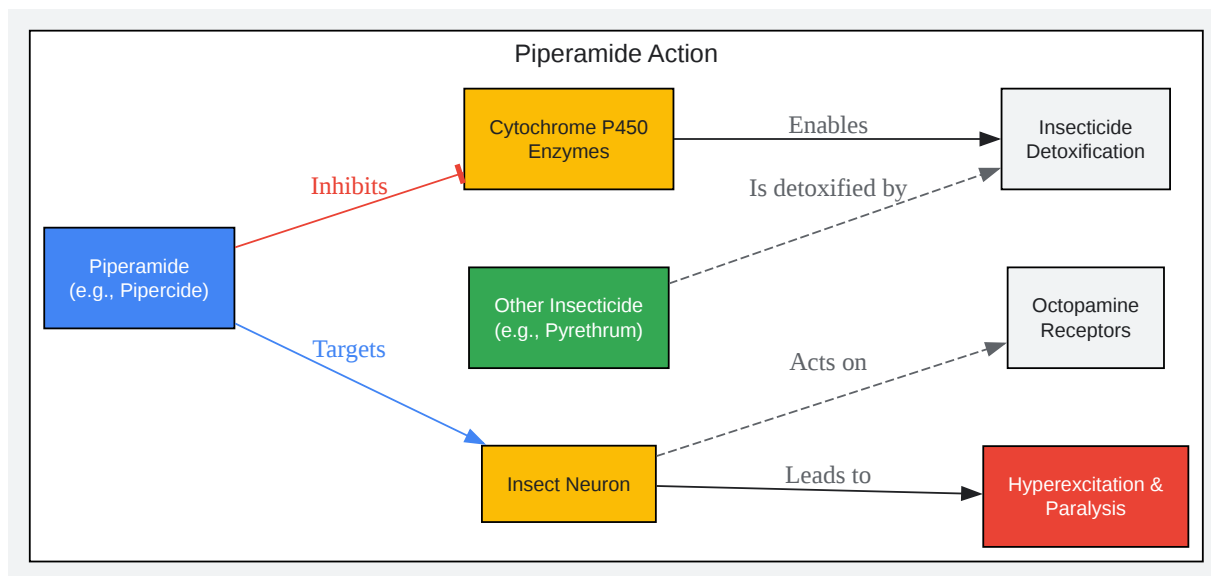 Piperamide Action
Cytochrome P450
Enzymes
Enables
Insecticide
Detoxification
Inhibits
Is detoxified by
Piperamide
(e.g., Pipercide)
Other Insecticide
(e.g., Pyrethrum)
Octopamine
Receptors
Targets
Acts on
Insect Neuron
Leads to
Hyperexcitation &
Paralysis